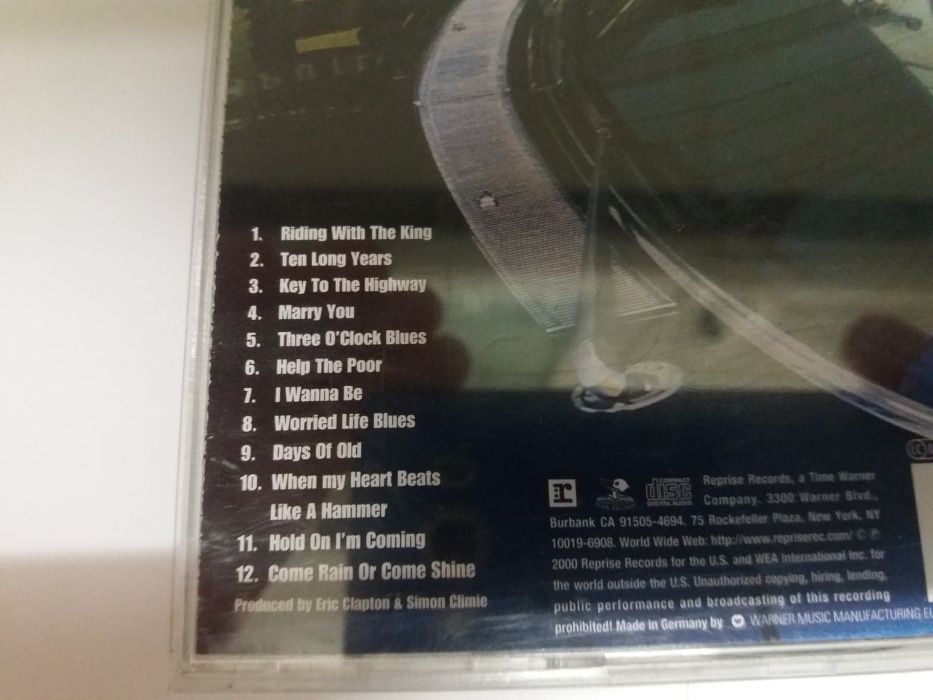 1. Riding With The King
2. Ten Long Years
3. Key To The Highway
4. Marry You
5. Three O'Clock Blues
6. Help The Poor
7. I Wanna Be
8. Worried Life Blues
9. Days Of Old
10. When my Heart Beats
Like A Hammer
11. Hold On I'm Coming
12. Come Rain Or Come Shine
Produced by Eric Clapton & Simon Climie
r COMPACT disc DIGITAL AUDIO
Reprise Records, a Time Warner
Company. 3300 Warner Blvd.,
Burbank CA 91505-4694. 75 Rockefeller Plaza, New York, NY
10019-6908. World Wide Web: http://www.repriserec.com/ © ℗
2000 Reprise Records for the U.S. and WEA International Inc. for
the world outside the U.S. Unauthorized copying, hiring, lending,
public performance and broadcasting of this recording
prohibited! Made in Germany by WARNER MUSIC MANUFACTURING